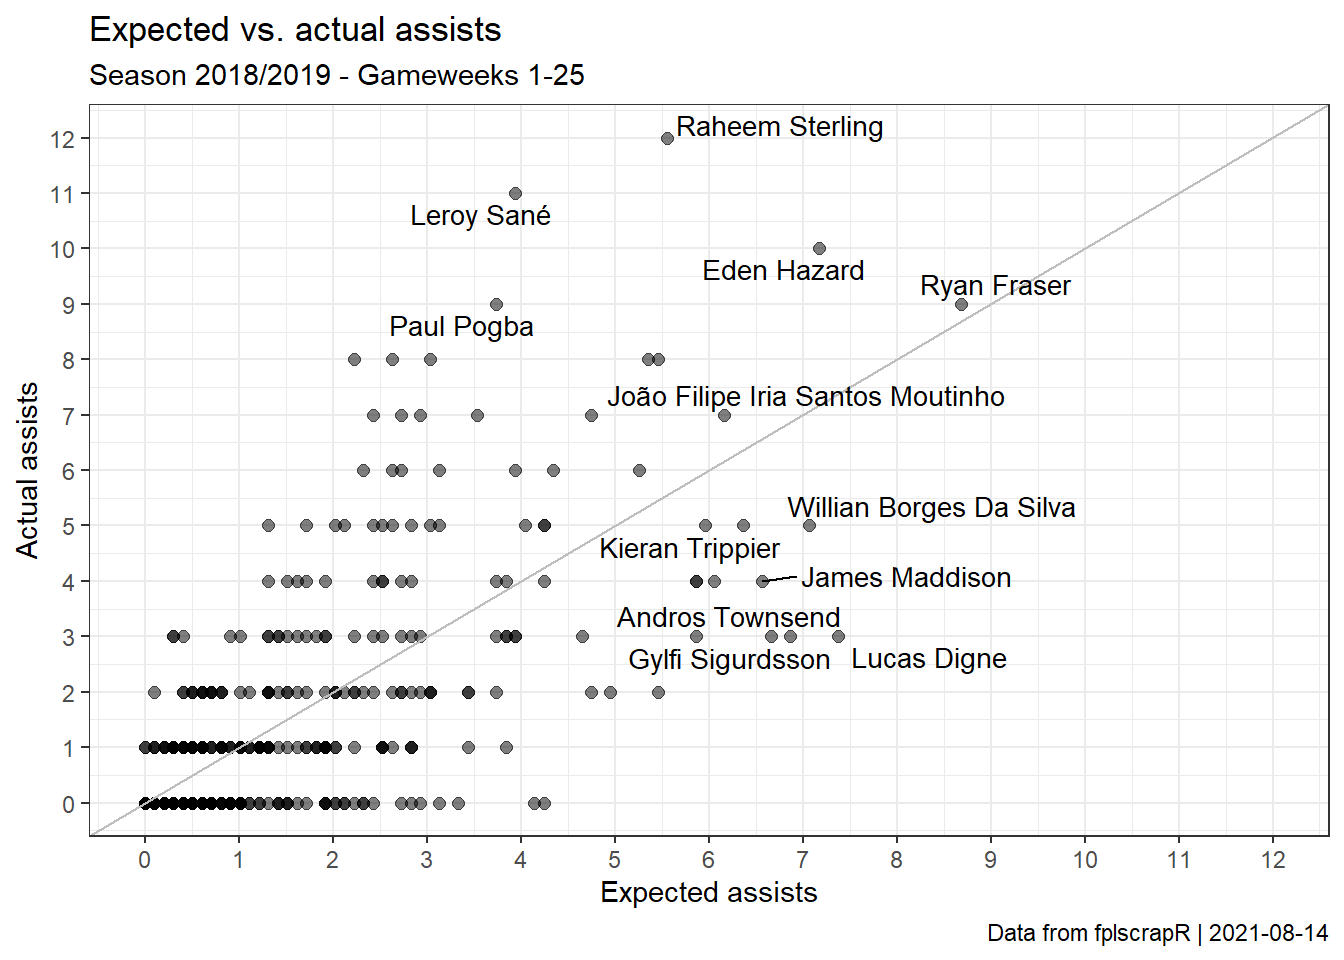 Expected vs. actual assists
Season 2018/2019 - Gameweeks 1-25
Actual assists
12
11
10
9
8
7
6
5
4
3
2
1
0
Raheem Sterling
Leroy Sané
Eden Hazard
Ryan Fraser
Paul Pogba
João Filipe Iria Santos Moutinho
Willian Borges Da Silva
Kieran Trippier
James Maddison
Andros Townsend
Gylfi Sigurdsson
Lucas Digne
0 1 2 3 4 5 6 7 8 9 10 11 12
Expected assists
Data from fplscrapR | 2021-08-14